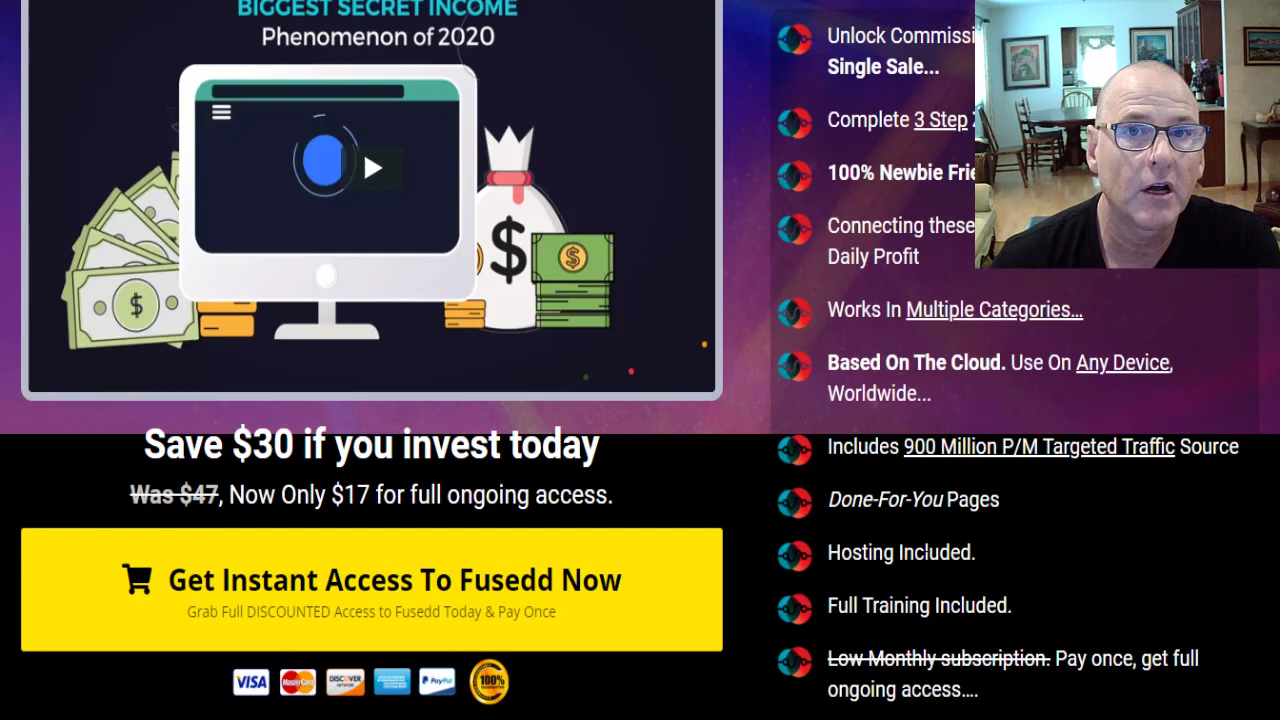 BIGGEST SECRET INCOME
Phenomenon of 2020
Save $30 if you invest today
Was $47, Now Only $17 for full ongoing access.
Get Instant Access To Fusedd Now
Grab Full DISCOUNTED Access to Fusedd Today & Pay Once
VISA
MasterCard
DISCOVER
NETWORK
PayPal
100%
Unlock
Single Sale...
Complete 3 Step
100% Newbie
Connecting these
Daily Profit
Works In Multiple Categories...
Based On The Cloud. Use On Any Device,
Worldwide...
Includes 900 Million P/M Targeted Traffic Source
Done-For-You Pages
Hosting Included.
Full Training Included.
Low Monthly subscription. Pay once, get full
ongoing access....